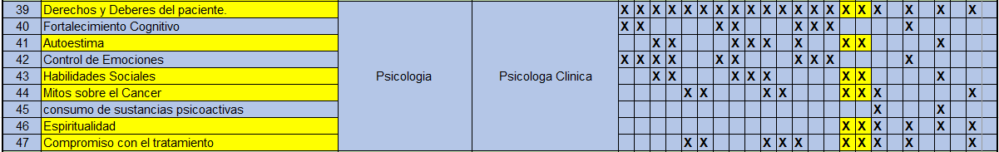 39 Derechos y Deberes del paciente. X X X X X X X X X X X X X X X X X X X X
40 Fortalecimiento Cognitivo X X X X X X X X
41 Autoestima X X X X X X X X X
42 Control de Emociones X X X X X X X X X X
43 Habilidades Sociales Psicologia Psicologa Clinica X X X X X X X X
44 Mitos sobre el Cancer X X X X X X X X
45 consumo de sustancias psicoactivas X X
46 Espiritualidad X X X X X X
47 Compromiso con el tratamiento X X X X X X X X X X